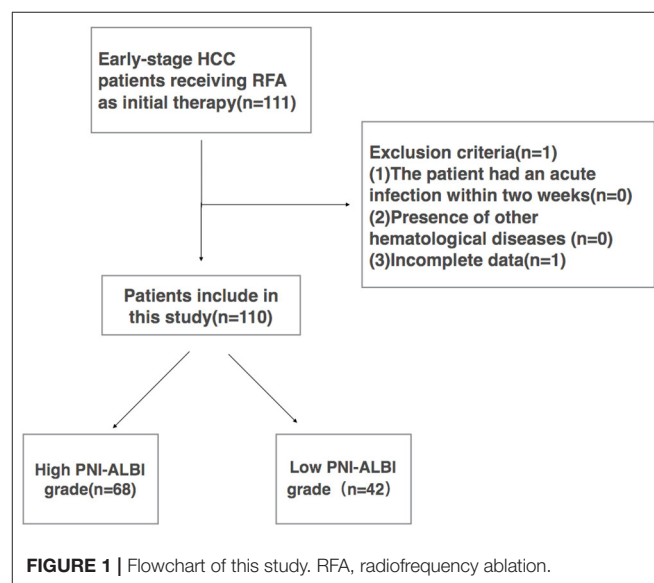 Early-stage HCC
patients receiving RFA
as initial therapy(n=111)
Exclusion criteria(n=1)
(1)The patient had an acute
infection within two weeks(n=0)
(2)Presence of other
hematological diseases (n=0)
(3)Incomplete data(n=1)
Patients include in
this study(n=110)
High PNI-ALBI
grade(n=68)
Low PNI-ALBI
grade（n=42）
FIGURE 1 | Flowchart of this study. RFA, radiofrequency ablation.